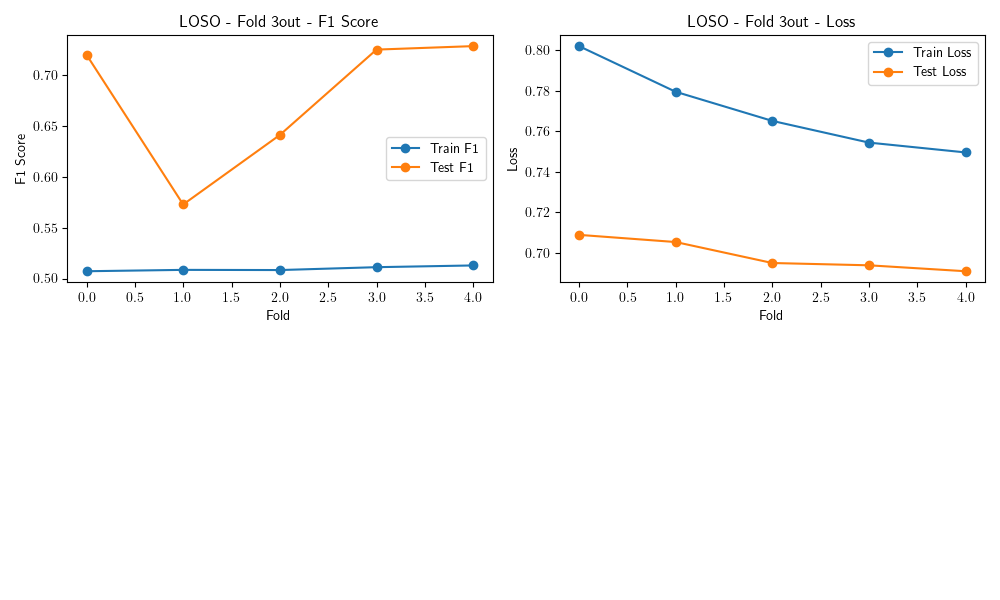 LOSO - Fold 3out - F1 Score
F1 Score
0.70
0.65
0.60
0.55
0.50
Train F1
Test F1
0.0 0.5 1.0 1.5 2.0 2.5 3.0 3.5 4.0
Fold
LOSO - Fold 3out - Loss
Loss
0.80
0.78
0.76
0.74
0.72
0.70
Train Loss
Test Loss
0.0 0.5 1.0 1.5 2.0 2.5 3.0 3.5 4.0
Fold